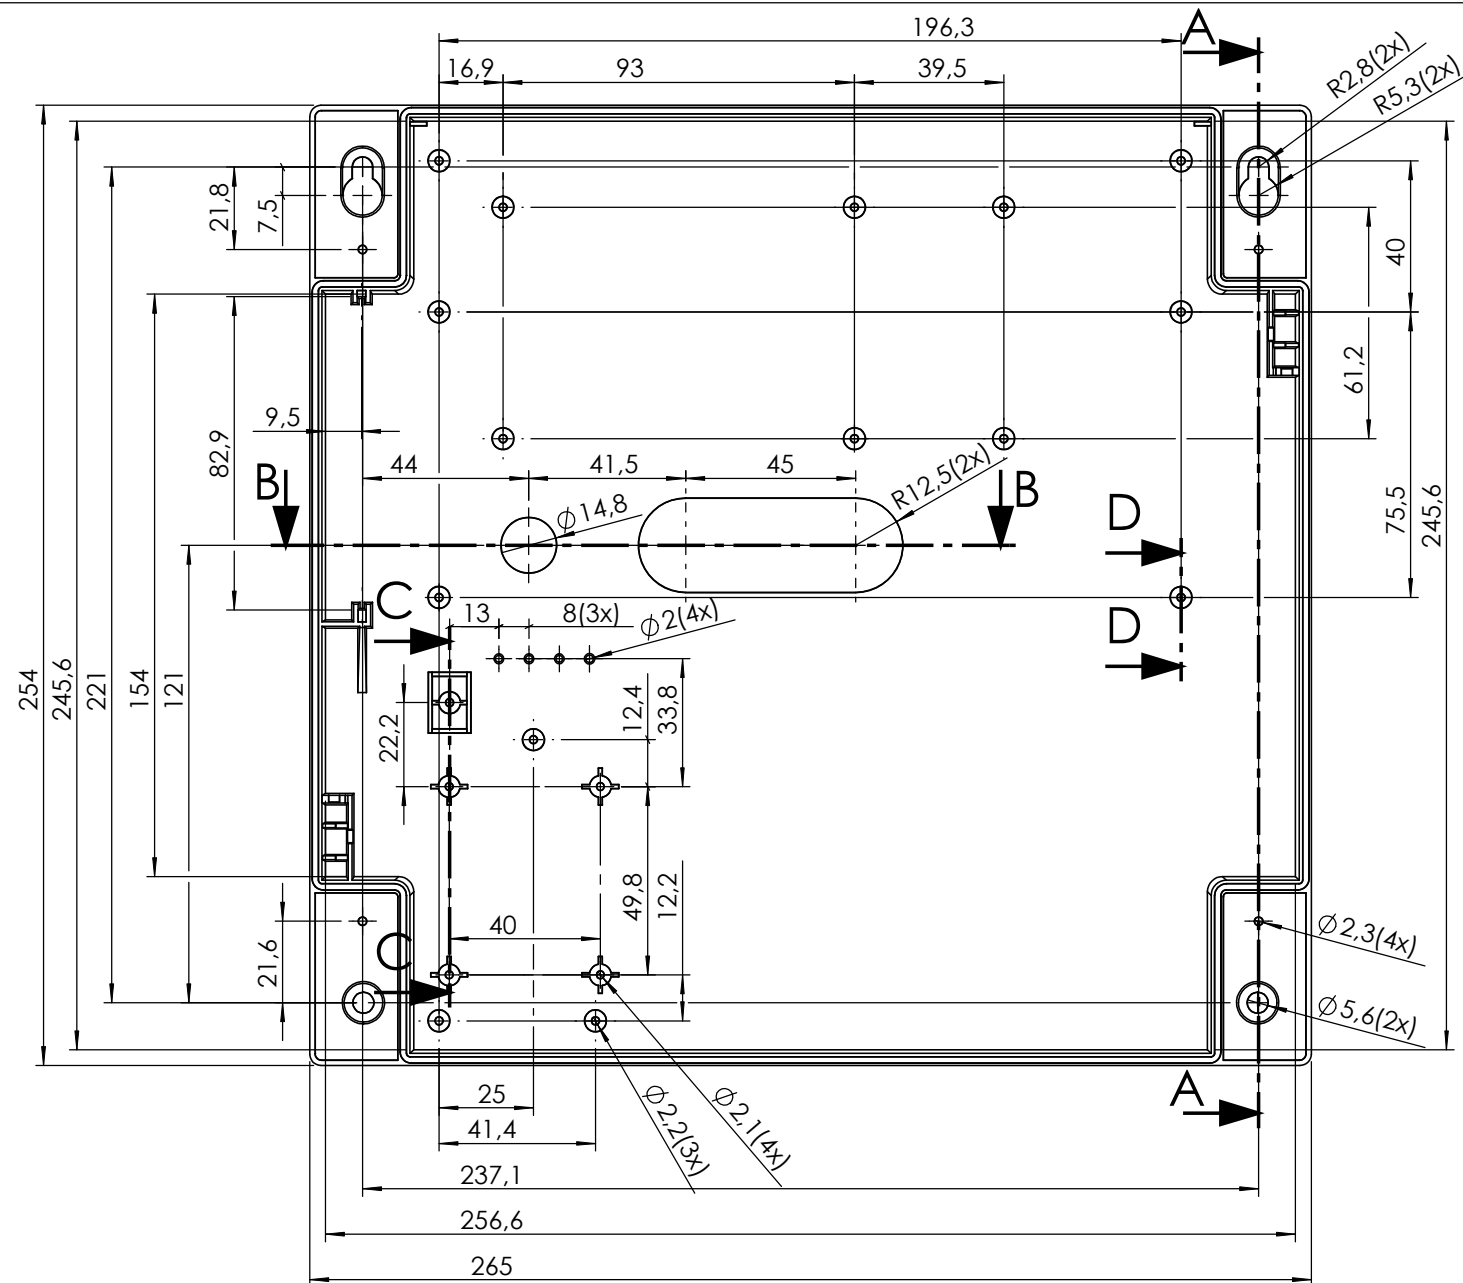 196,3
A
16,9
93
39,5
R2,8(2x)
R5,3(2x)
21,8
7,5
40
61,2
9,5
82,9
44
41,5
45
R12,5(2x)
B
B
Ø14,8
D
75,5
245,6
C
13
8(3x)
Ø2(4x)
D
254
245,6
221
154
121
22,2
12,4
33,8
49,8
12,2
40
21,6
C
Ø2,3(4x)
Ø5,6(2x)
25
41,4
Ø2,2(3x)
Ø2,1(4x)
A
237,1
256,6
265